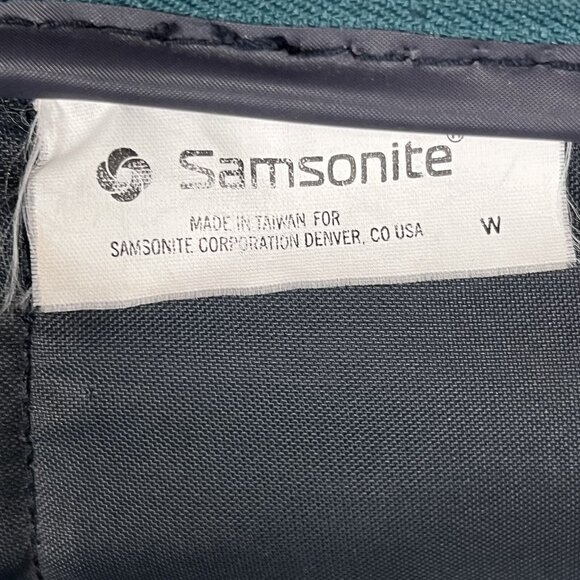 Samsonite®
MADE IN TAIWAN FOR
SAMSONITE CORPORATION DENVER, CO USA
W